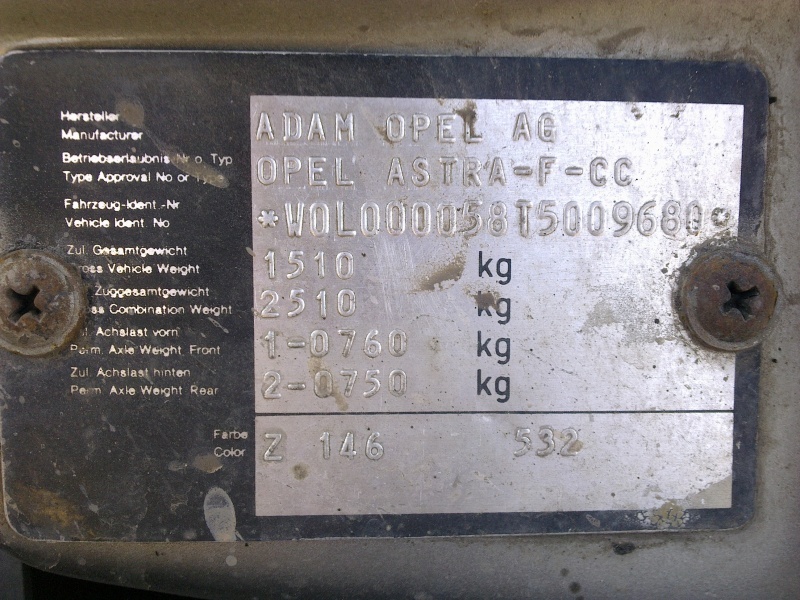 Hersteller
Manufacturer
ADAM OPEL AG
Betriebserlaubnis Nr o. Typ
Type Approval No or Type
OPEL ASTRA-F-CC
Fahrzeug-Ident.-Nr
Vehicle Ident. No
*W0L000058T5009680*
Zul. Gesamtgewicht
Gross Vehicle Weight
1510 kg
Zuggesamtgewicht
Combination Weight
2510 kg
Achslast vorn
Perm. Axle Weight Front
1-0760 kg
Zul. Achslast hinten
Perm. Axle Weight Rear
2-0750 kg
Farbe
Color
Z 146 532